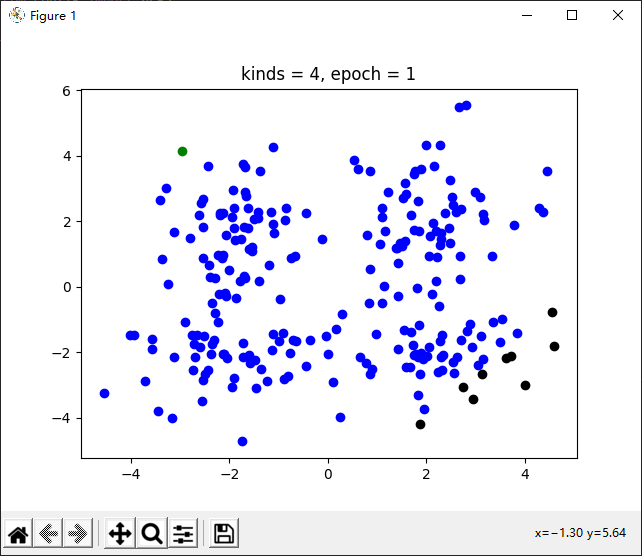 Figure 1
kinds = 4, epoch = 1
6
4
2
0
−2
−4
−4 −2 0 2 4
x=−1.30 y=5.64